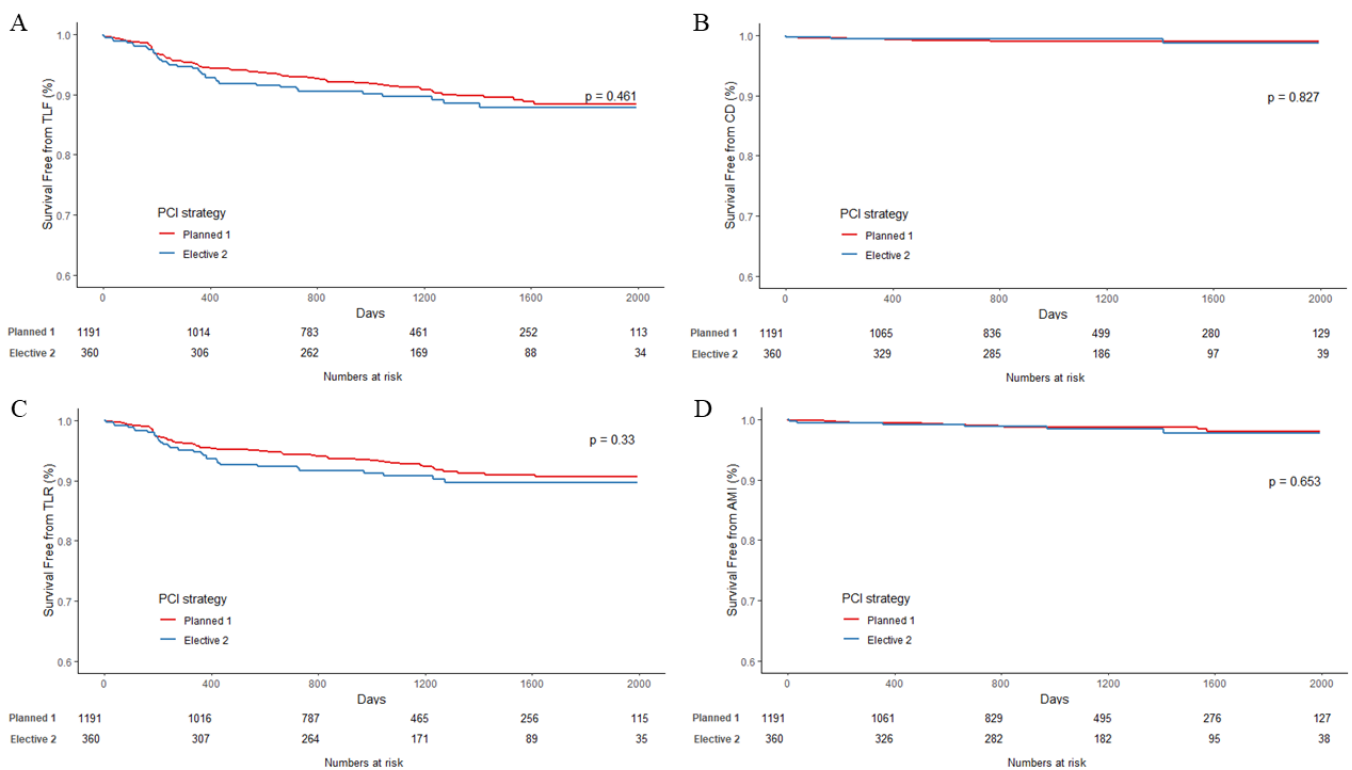 A
Survival Free from TLF (%)
1.0
0.9
0.8
0.7
0.6
p = 0.461
PCI strategy
Planned 1
Elective 2
0 400 800 1200 1600 2000
Days
Planned 1 1191 1014 783 461 252 113
Elective 2 360 306 262 169 88 34
Numbers at risk
B
Survival Free from CD (%)
1.0
0.9
0.8
0.7
0.6
p = 0.827
PCI strategy
Planned 1
Elective 2
0 400 800 1200 1600 2000
Days
Planned 1 1191 1065 836 499 280 129
Elective 2 360 329 285 186 97 39
Numbers at risk
C
Survival Free from TLR (%)
1.0
0.9
0.8
0.7
0.6
p = 0.33
PCI strategy
Planned 1
Elective 2
0 400 800 1200 1600 2000
Days
Planned 1 1191 1016 787 465 256 115
Elective 2 360 307 264 171 89 35
Numbers at risk
D
Survival Free from AMI (%)
1.0
0.9
0.8
0.7
0.6
p = 0.653
PCI strategy
Planned 1
Elective 2
0 400 800 1200 1600 2000
Days
Planned 1 1191 1061 829 495 276 127
Elective 2 360 326 282 182 95 38
Numbers at risk